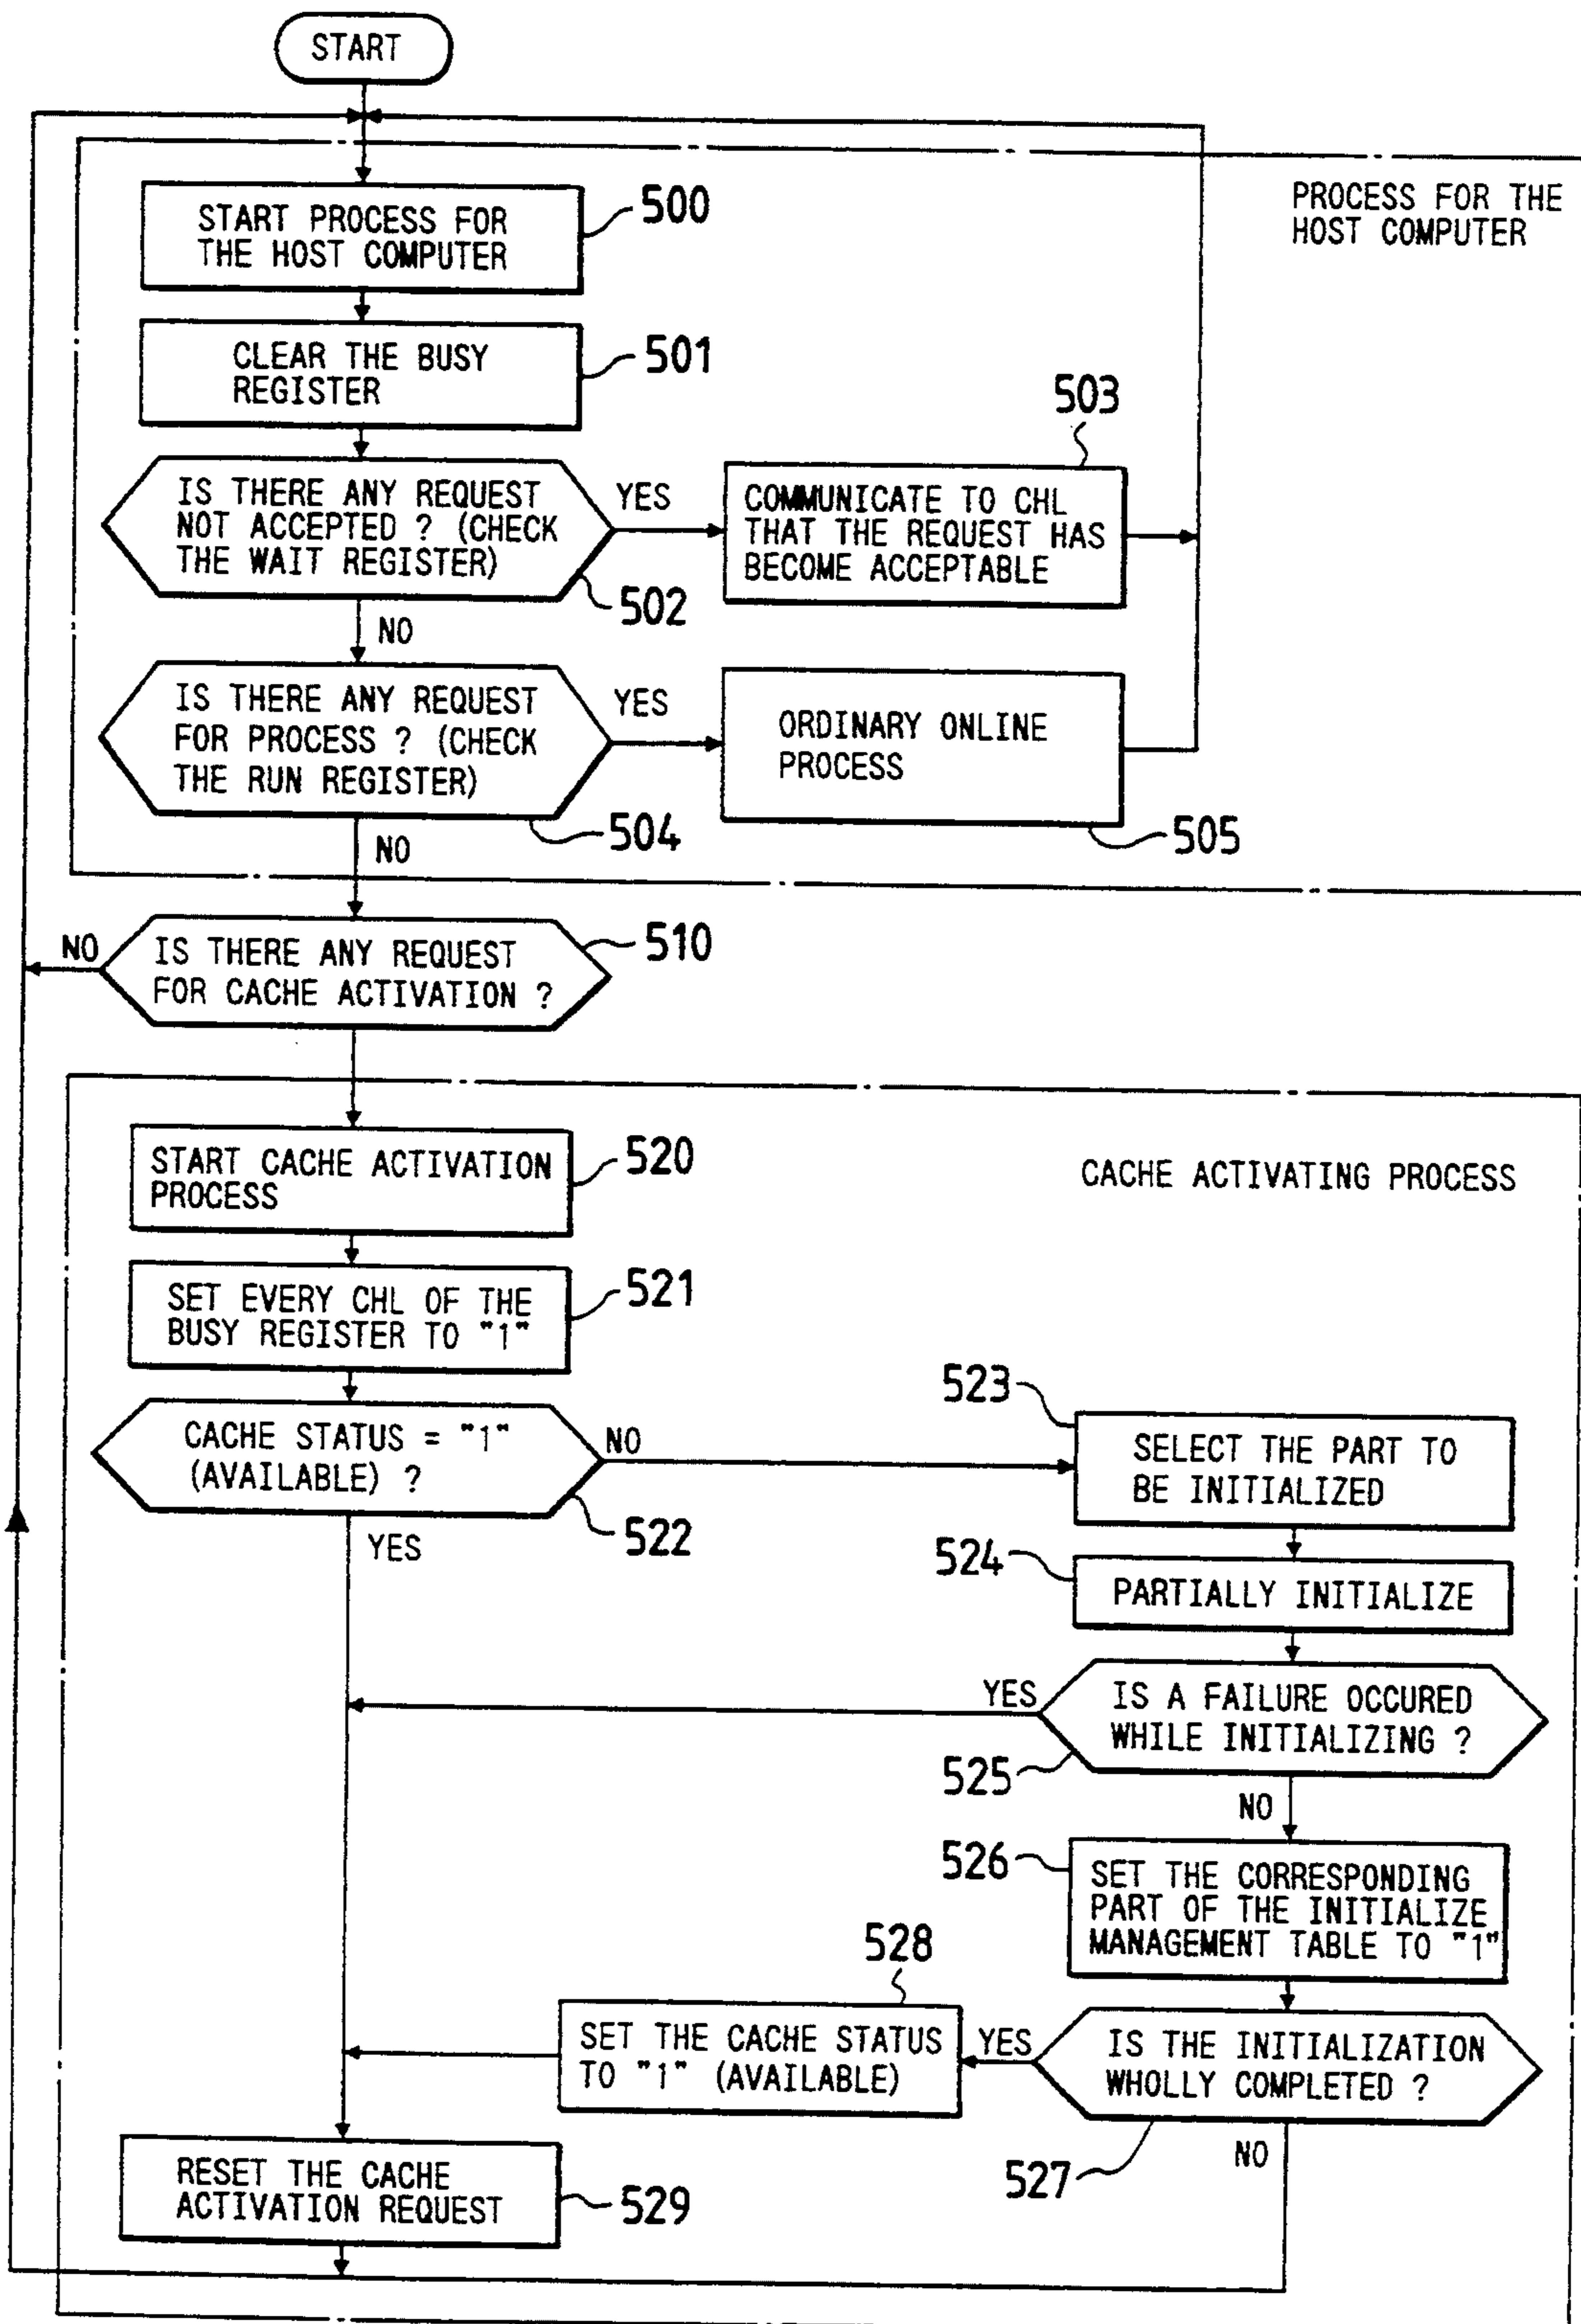 START
PROCESS FOR THE
HOST COMPUTER
START PROCESS FOR
THE HOST COMPUTER
500
CLEAR THE BUSY
REGISTER
501
IS THERE ANY REQUEST
NOT ACCEPTED ? (CHECK
THE WAIT REGISTER)
502
YES
503
COMMUNICATE TO CHL
THAT THE REQUEST HAS
BECOME ACCEPTABLE
NO
IS THERE ANY REQUEST
FOR PROCESS ? (CHECK
THE RUN REGISTER)
504
YES
ORDINARY ONLINE
PROCESS
505
NO
NO
IS THERE ANY REQUEST
FOR CACHE ACTIVATION ?
510
CACHE ACTIVATING PROCESS
START CACHE ACTIVATION
PROCESS
520
SET EVERY CHL OF THE
BUSY REGISTER TO "1"
521
CACHE STATUS = "1"
(AVAILABLE) ?
522
NO
YES
523
SELECT THE PART TO
BE INITIALIZED
524
PARTIALLY INITIALIZE
YES
IS A FAILURE OCCURED
WHILE INITIALIZING ?
525
NO
526
SET THE CORRESPONDING
PART OF THE INITIALIZE
MANAGEMENT TABLE TO "1"
528
SET THE CACHE STATUS
TO "1" (AVAILABLE)
YES
IS THE INITIALIZATION
WHOLLY COMPLETED ?
527
NO
RESET THE CACHE
ACTIVATION REQUEST
529